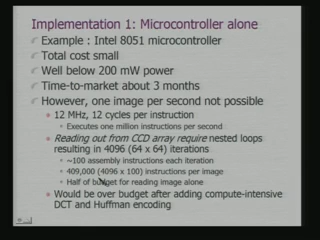 Implementation 1: Microcontroller alone
Example : Intel 8051 microcontroller
Total cost small
Well below 200 mW power
Time-to-market about 3 months
However, one image per second not possible
12 MHz, 12 cycles per instruction
Executes one million instructions per second
Reading out from CCD array require nested loops
resulting in 4096 (64 x 64) iterations
~100 assembly instructions each iteration
409,000 (4096 x 100) instructions per image
Half of budget for reading image alone
Would be over budget after adding compute-intensive
DCT and Huffman encoding